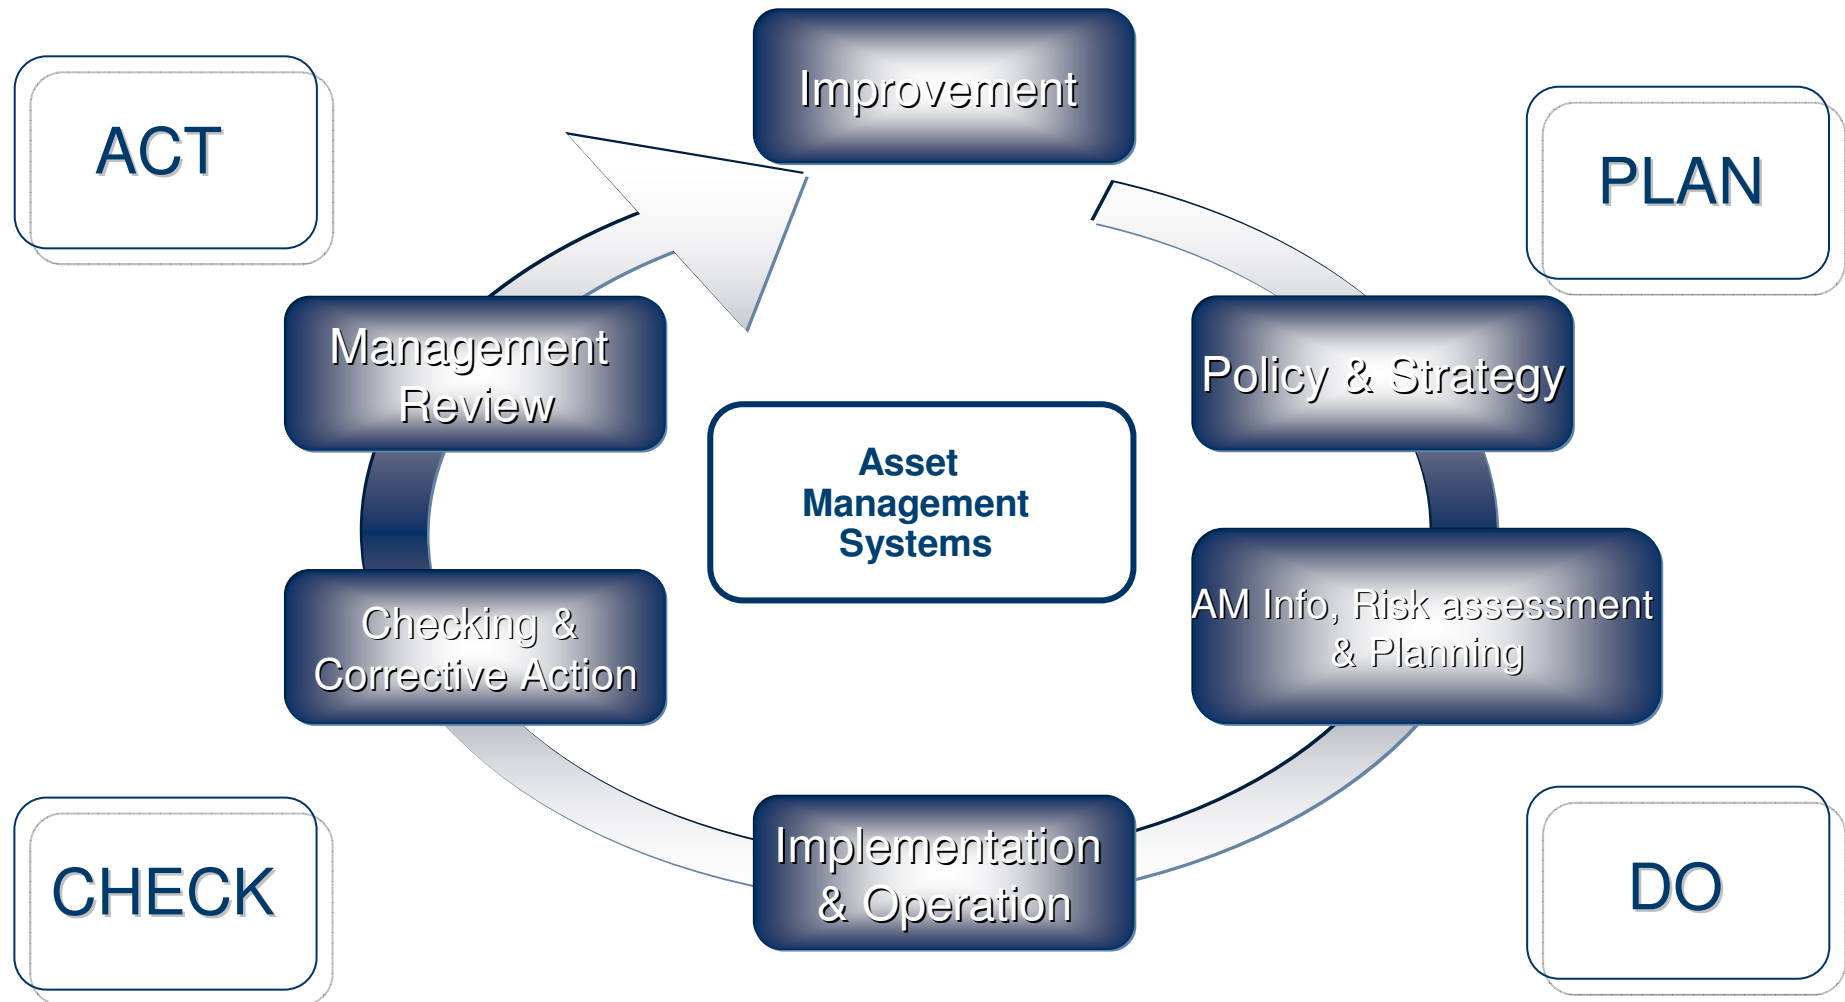 Improvement
ACT
PLAN
Management
Review
Policy & Strategy
Asset
Management
Systems
AM Info, Risk assessment
& Planning
Checking &
Corrective Action
Implementation
& Operation
CHECK
DO